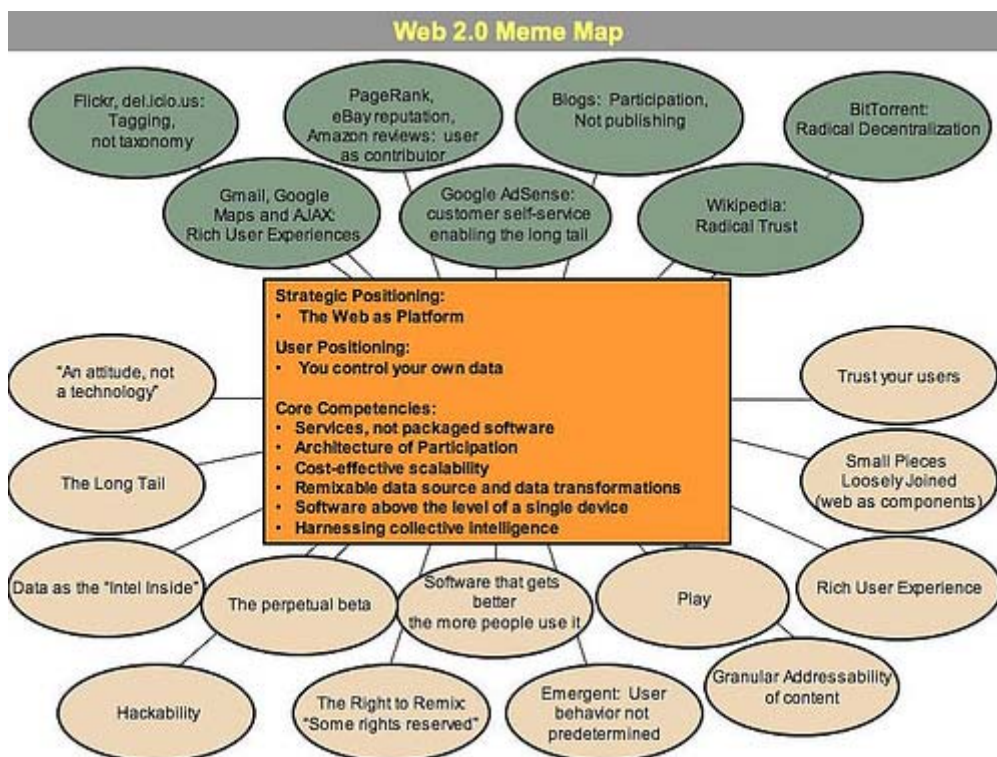 Web 2.0 Meme Map
Flickr, del.icio.us:
Tagging,
not taxonomy
PageRank,
eBay reputation,
Amazon reviews: user
as contributor
Blogs: Participation,
Not publishing
BitTorrent:
Radical Decentralization
Gmail, Google
Maps and AJAX:
Rich User Experiences
Google AdSense:
customer self-service
enabling the long tail
Wikipedia:
Radical Trust
Strategic Positioning:
• The Web as Platform
User Positioning:
• You control your own data
Core Competencies:
• Services, not packaged software
• Architecture of Participation
• Cost-effective scalability
• Remixable data source and data transformations
• Software above the level of a single device
• Harnessing collective intelligence
"An attitude, not
a technology"
Trust your users
The Long Tail
Small Pieces
Loosely Joined
(web as components)
Data as the "Intel Inside"
The perpetual beta
Software that gets
better
the more people use it
Play
Rich User Experience
Hackability
The Right to Remix:
"Some rights reserved"
Emergent: User
behavior not
predetermined
Granular Addressability
of content